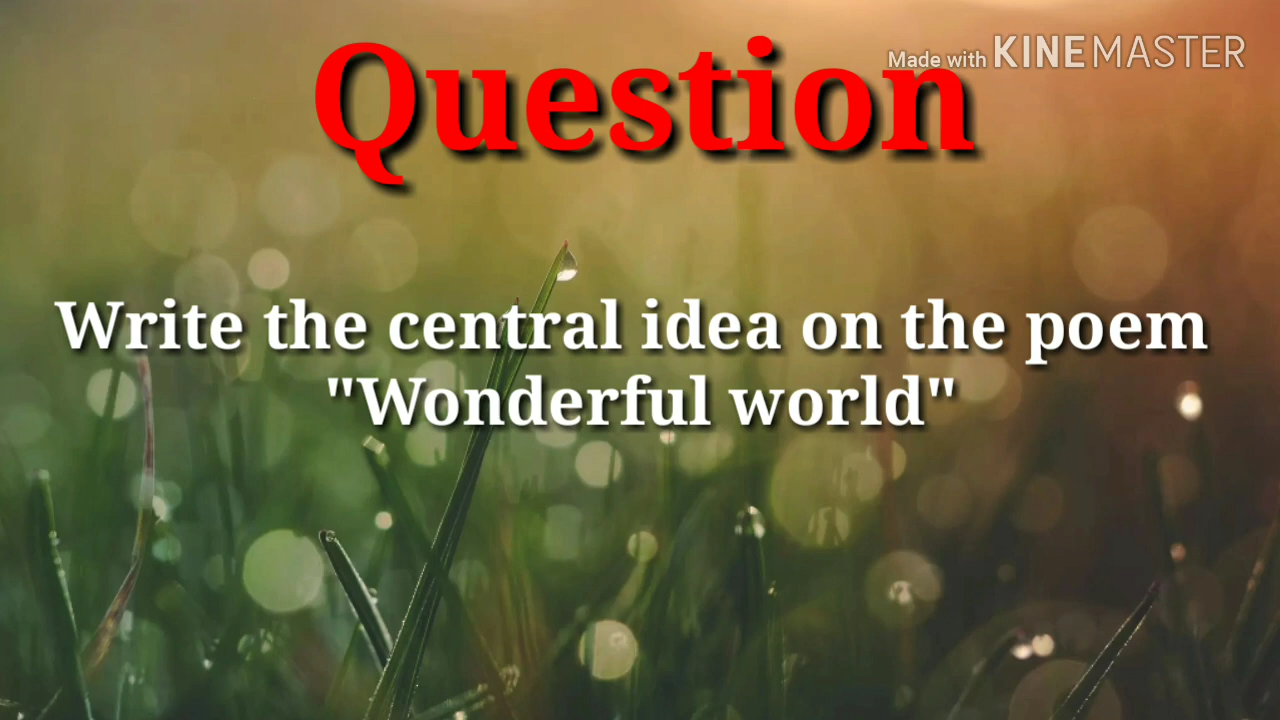 Made with KINEMASTER
Question
Write the central idea on the poem
"Wonderful world"